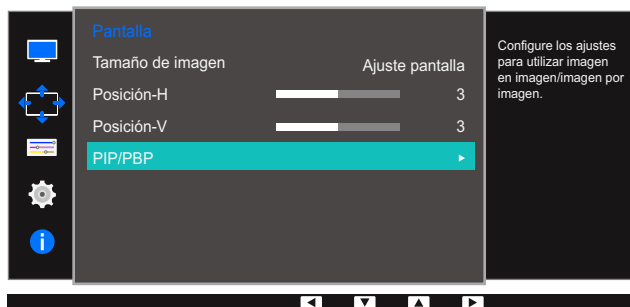 Pantalla
Tamaño de imagen Ajuste pantalla
Posición-H 3
Posición-V 3
PIP/PBP
Configure los ajustes
para utilizar imagen
en imagen/imagen por
imagen.